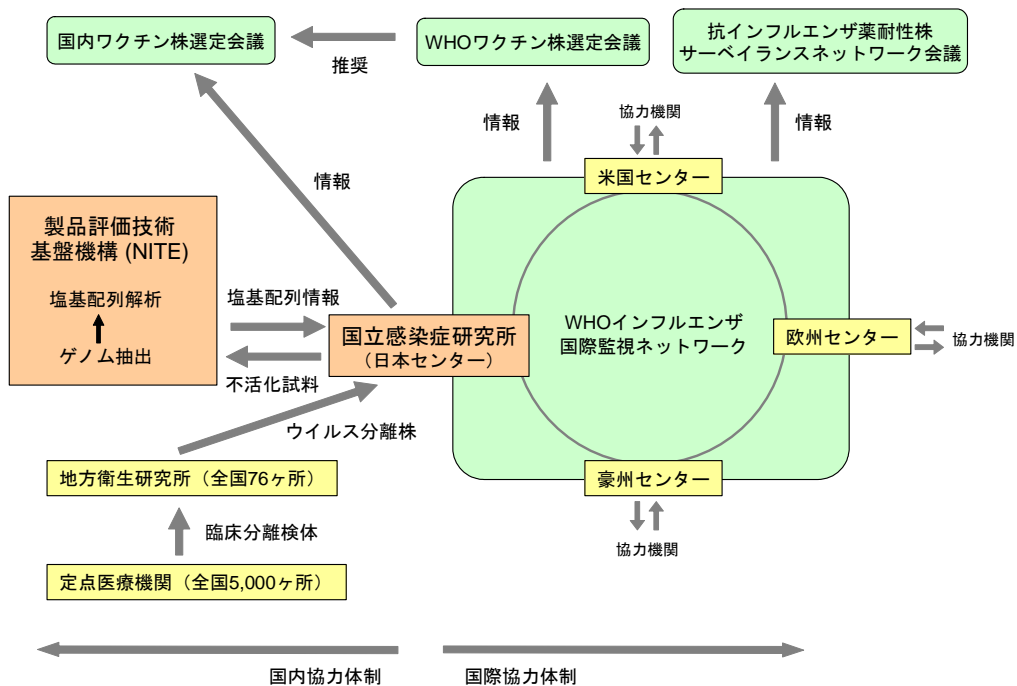 国内ワクチン株選定会議
推奨
WHOワクチン株選定会議
抗インフルエンザ薬耐性株
サーベイランスネットワーク会議
情報
協力機関
情報
情報
米国センター
製品評価技術
基盤機構 (NITE)
塩基配列解析
ゲノム抽出
塩基配列情報
不活化試料
国立感染症研究所
（日本センター）
WHOインフルエンザ
国際監視ネットワーク
欧州センター
協力機関
ウイルス分離株
地方衛生研究所（全国76ヶ所）
豪州センター
協力機関
臨床分離検体
定点医療機関（全国5,000ヶ所）
国内協力体制
国際協力体制